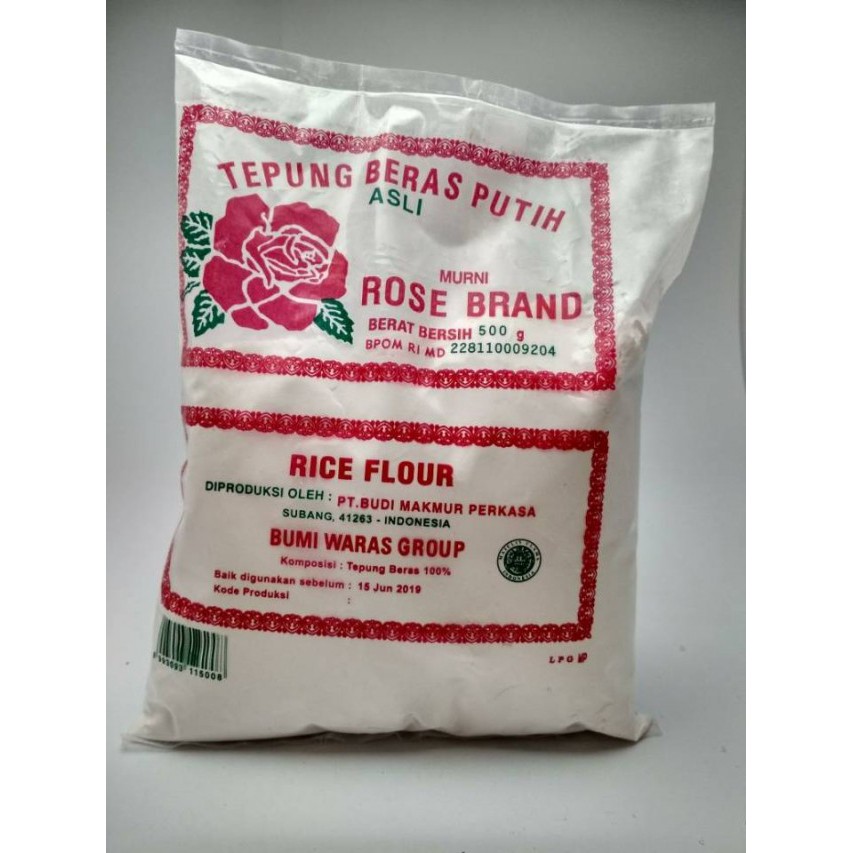 TEPUNG BERAS PUTIH
ASLI
MURNI
ROSE BRAND
BERAT BERSIH 500 g
BPOM RI MD 228110009204
RICE FLOUR
DIPRODUKSI OLEH : PT.BUDI MAKMUR PERKASA
SUBANG, 41263 - INDONESIA
BUMI WARAS GROUP
Komposisi : Tepung Beras 100%
Baik digunakan sebelum : 15 Jun 2019
Kode Produksi :
115008
LPG